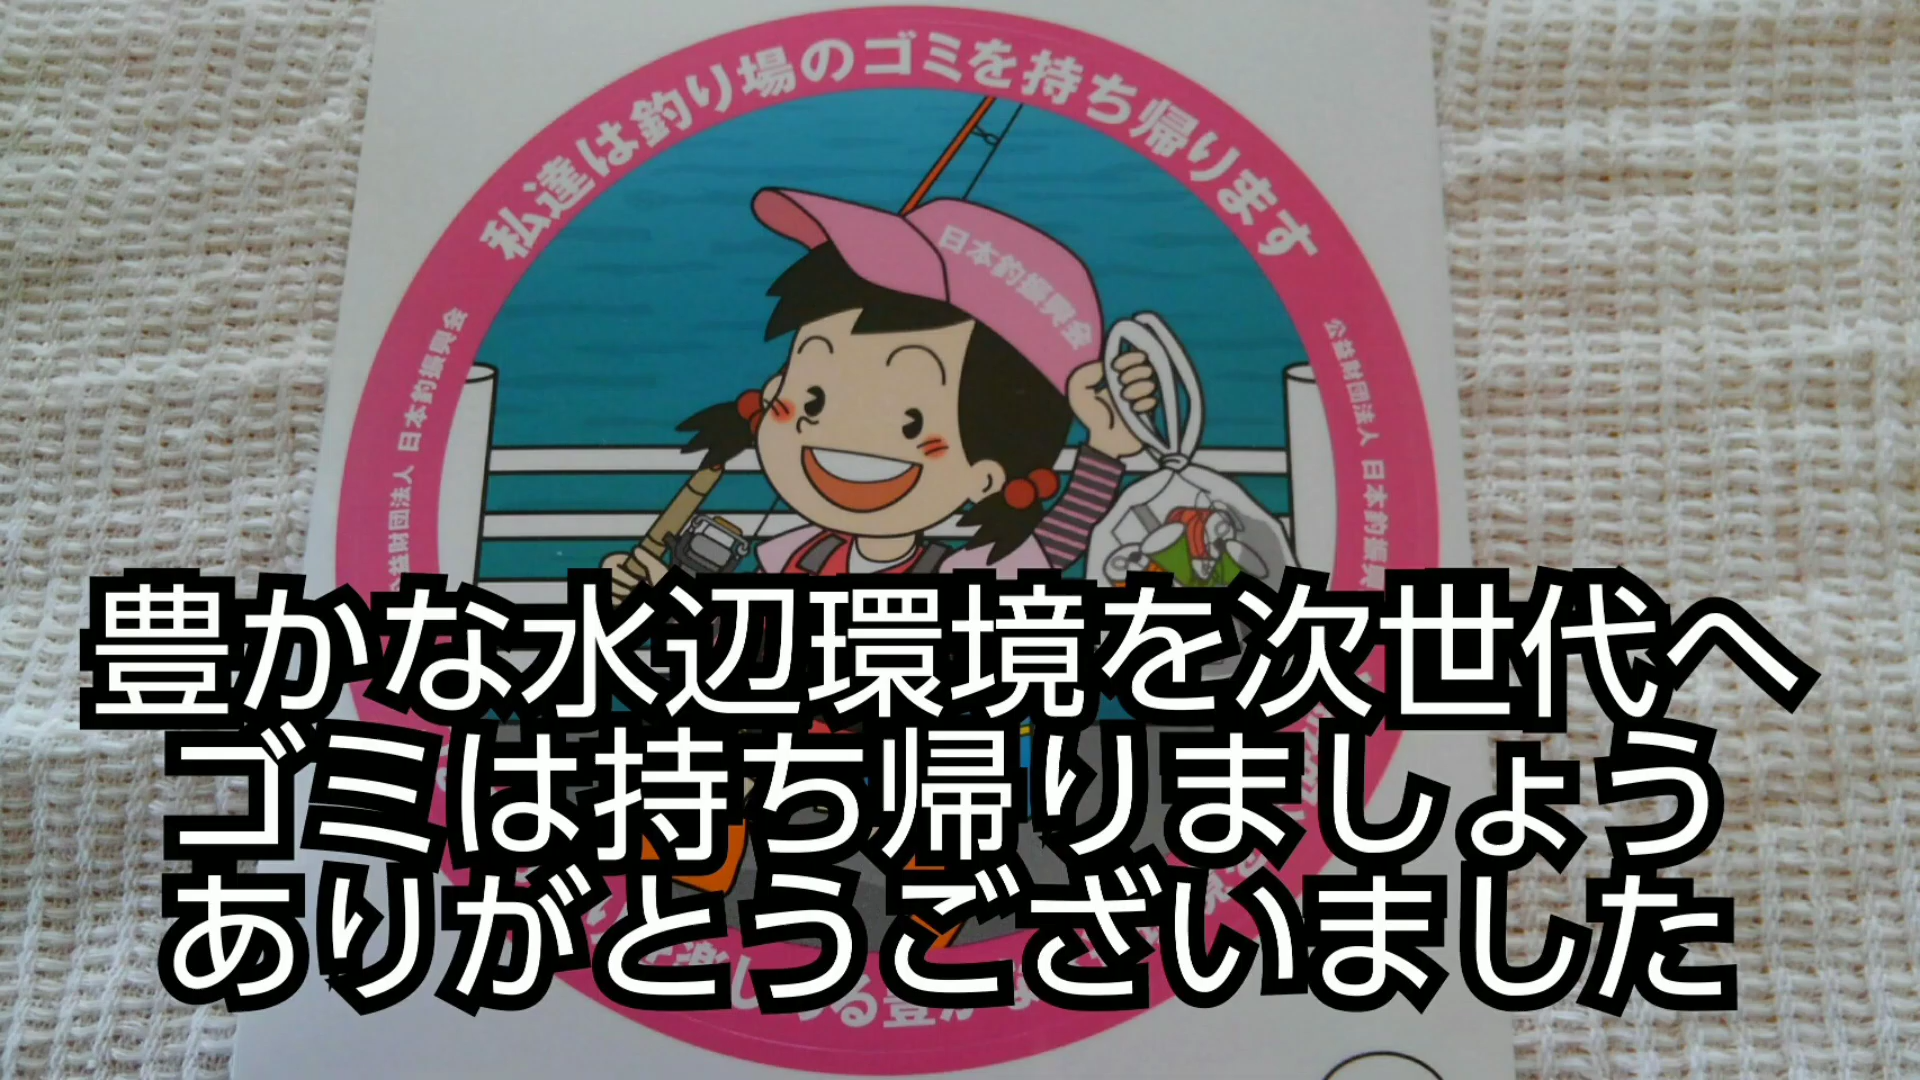 私達は釣り場のゴミを持ち帰ります
日本釣振興会
公益財団法人 日本釣振興会
公益財団法人 日本釣振興
豊かな水辺環境を次世代へ
ゴミは持ち帰りましょう
ありがとうございました